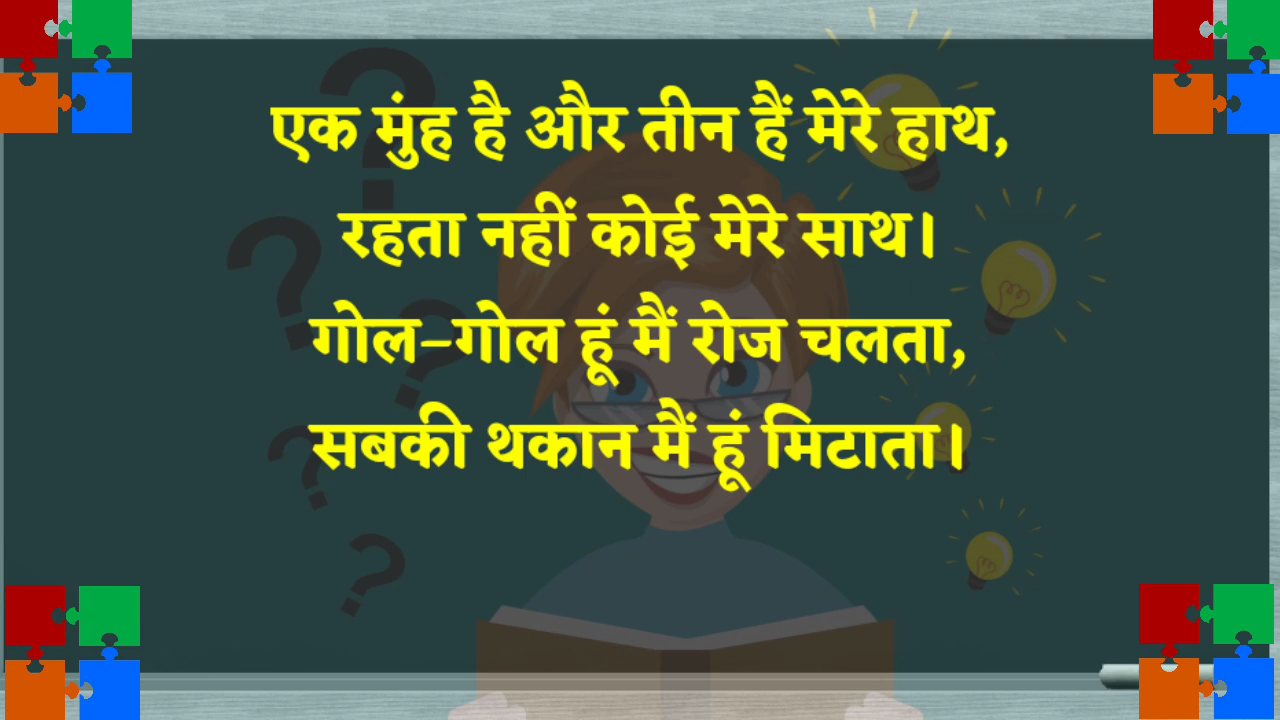 एक मुंह है और तीन हैं मेरे हाथ,
रहता नहीं कोई मेरे साथ।
गोल-गोल हूं मैं रोज चलता,
सबकी थकान मैं हूं मिटाता।